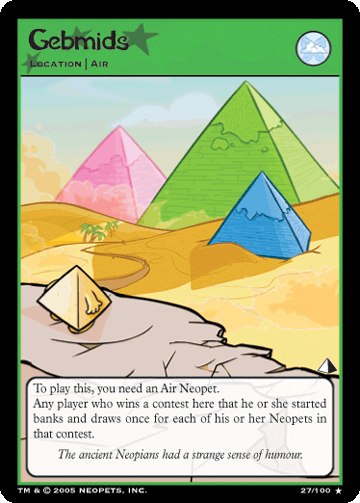 Gebmids
Location | Air
To play this, you need an Air Neopet.
Any player who wins a contest here that he or she started
banks and draws once for each of his or her Neopets in
that contest.
The ancient Neopians had a strange sense of humour.
TM & © 2005 NEOPETS, INC.
27/100 ★